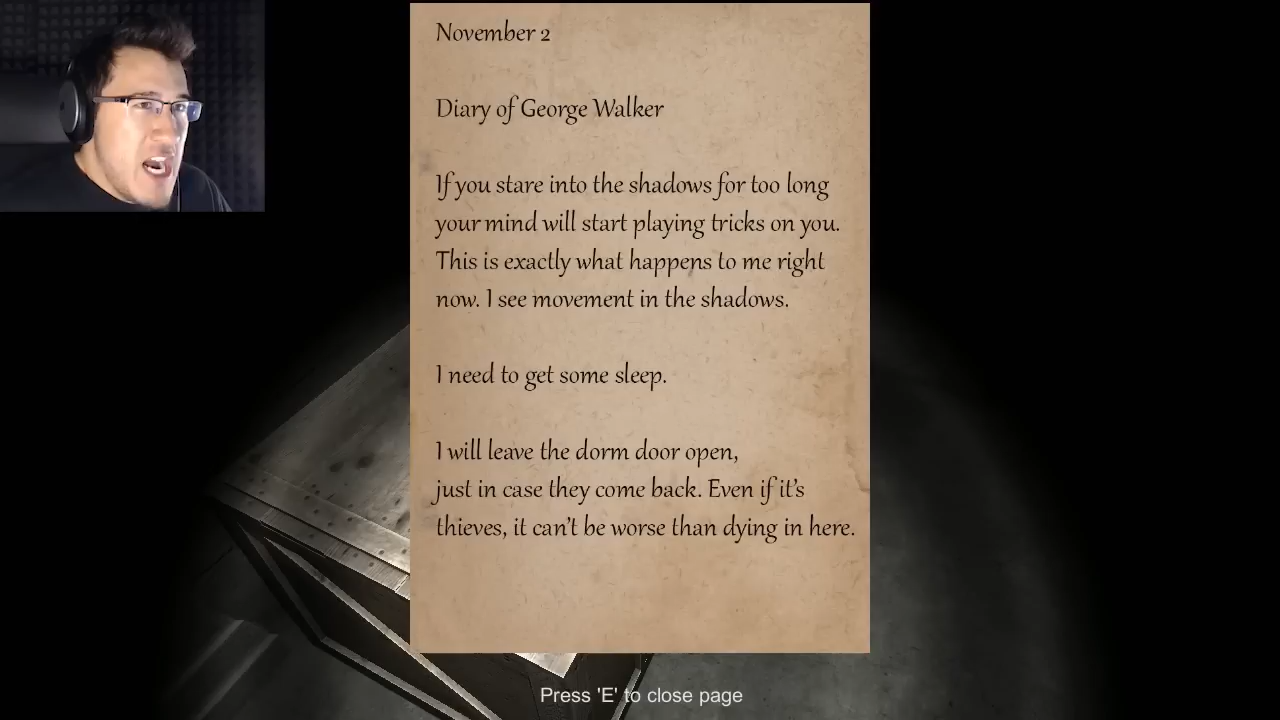 November 2
Diary of George Walker
If you stare into the shadows for too long
your mind will start playing tricks on you.
This is exactly what happens to me right
now. I see movement in the shadows.
I need to get some sleep.
I will leave the dorm door open,
just in case they come back. Even if it's
thieves, it can't be worse than dying in here.
Press 'E' to close page